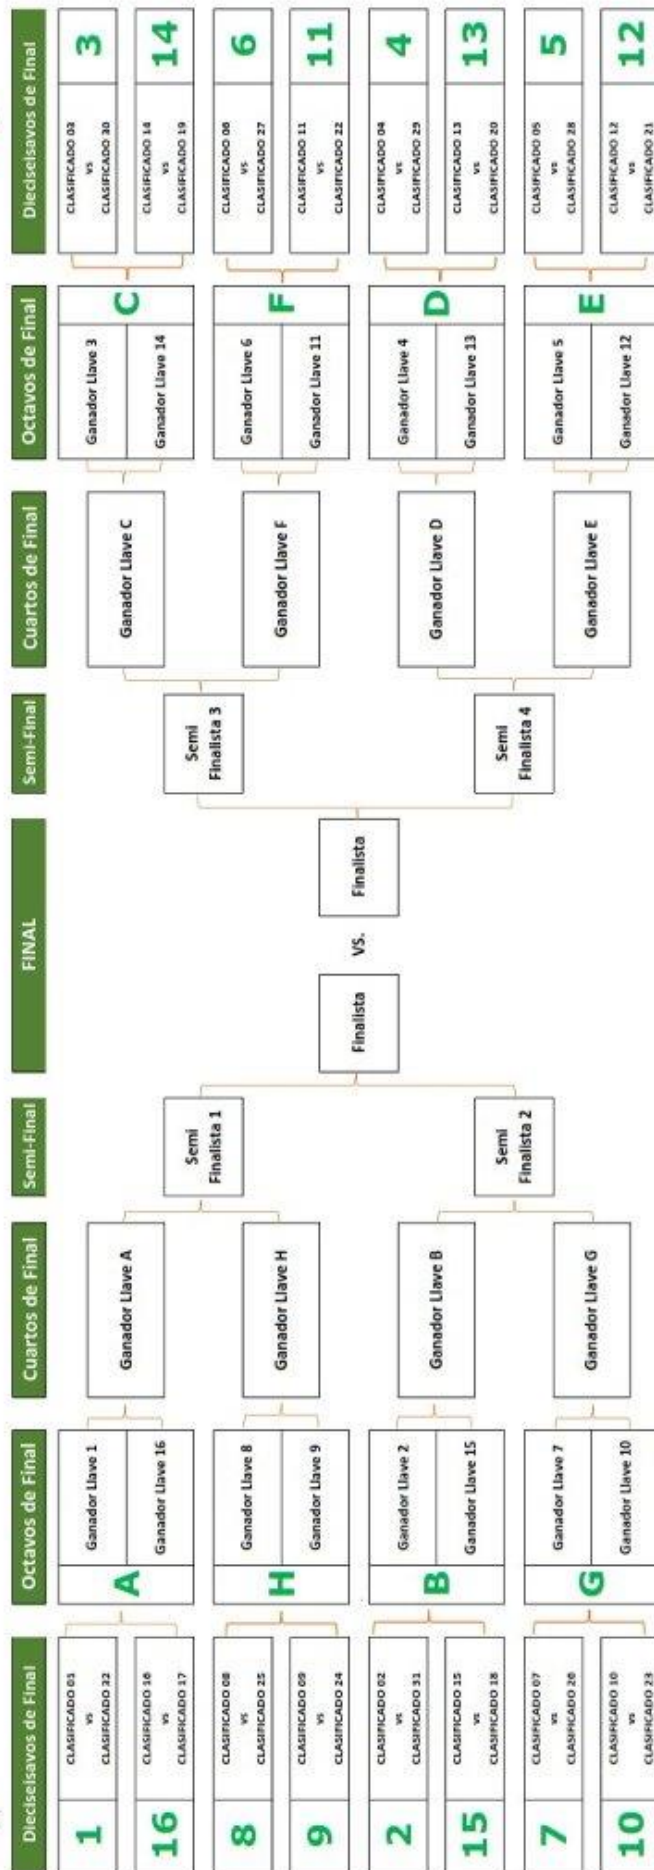 Dieciseisavos de Final
Octavos de Final
Cuartos de Final
Semi-Final
FINAL
Semi-Final
Cuartos de Final
Octavos de Final
Dieciseisavos de Final
1
CLASIFICADO 01
vs
CLASIFICADO 32
16
CLASIFICADO 16
vs
CLASIFICADO 17
A
Ganador Llave 1
Ganador Llave 16
Ganador Llave A
8
CLASIFICADO 08
vs
CLASIFICADO 25
9
CLASIFICADO 09
vs
CLASIFICADO 24
H
Ganador Llave 8
Ganador Llave 9
Ganador Llave H
Semi
Finalista 1
2
CLASIFICADO 02
vs
CLASIFICADO 31
15
CLASIFICADO 15
vs
CLASIFICADO 18
B
Ganador Llave 2
Ganador Llave 15
Ganador Llave B
7
CLASIFICADO 07
vs
CLASIFICADO 26
10
CLASIFICADO 10
vs
CLASIFICADO 23
G
Ganador Llave 7
Ganador Llave 10
Ganador Llave G
Semi
Finalista 2
Finalista
VS.
Finalista
Semi
Finalista 3
Ganador Llave C
C
Ganador Llave 3
Ganador Llave 14
CLASIFICADO 03
vs
CLASIFICADO 30
3
CLASIFICADO 14
vs
CLASIFICADO 19
14
Ganador Llave F
F
Ganador Llave 6
Ganador Llave 11
CLASIFICADO 06
vs
CLASIFICADO 27
6
CLASIFICADO 11
vs
CLASIFICADO 22
11
Semi
Finalista 4
Ganador Llave D
D
Ganador Llave 4
Ganador Llave 13
CLASIFICADO 04
vs
CLASIFICADO 29
4
CLASIFICADO 13
vs
CLASIFICADO 20
13
Ganador Llave E
E
Ganador Llave 5
Ganador Llave 12
CLASIFICADO 05
vs
CLASIFICADO 28
5
CLASIFICADO 12
vs
CLASIFICADO 21
12